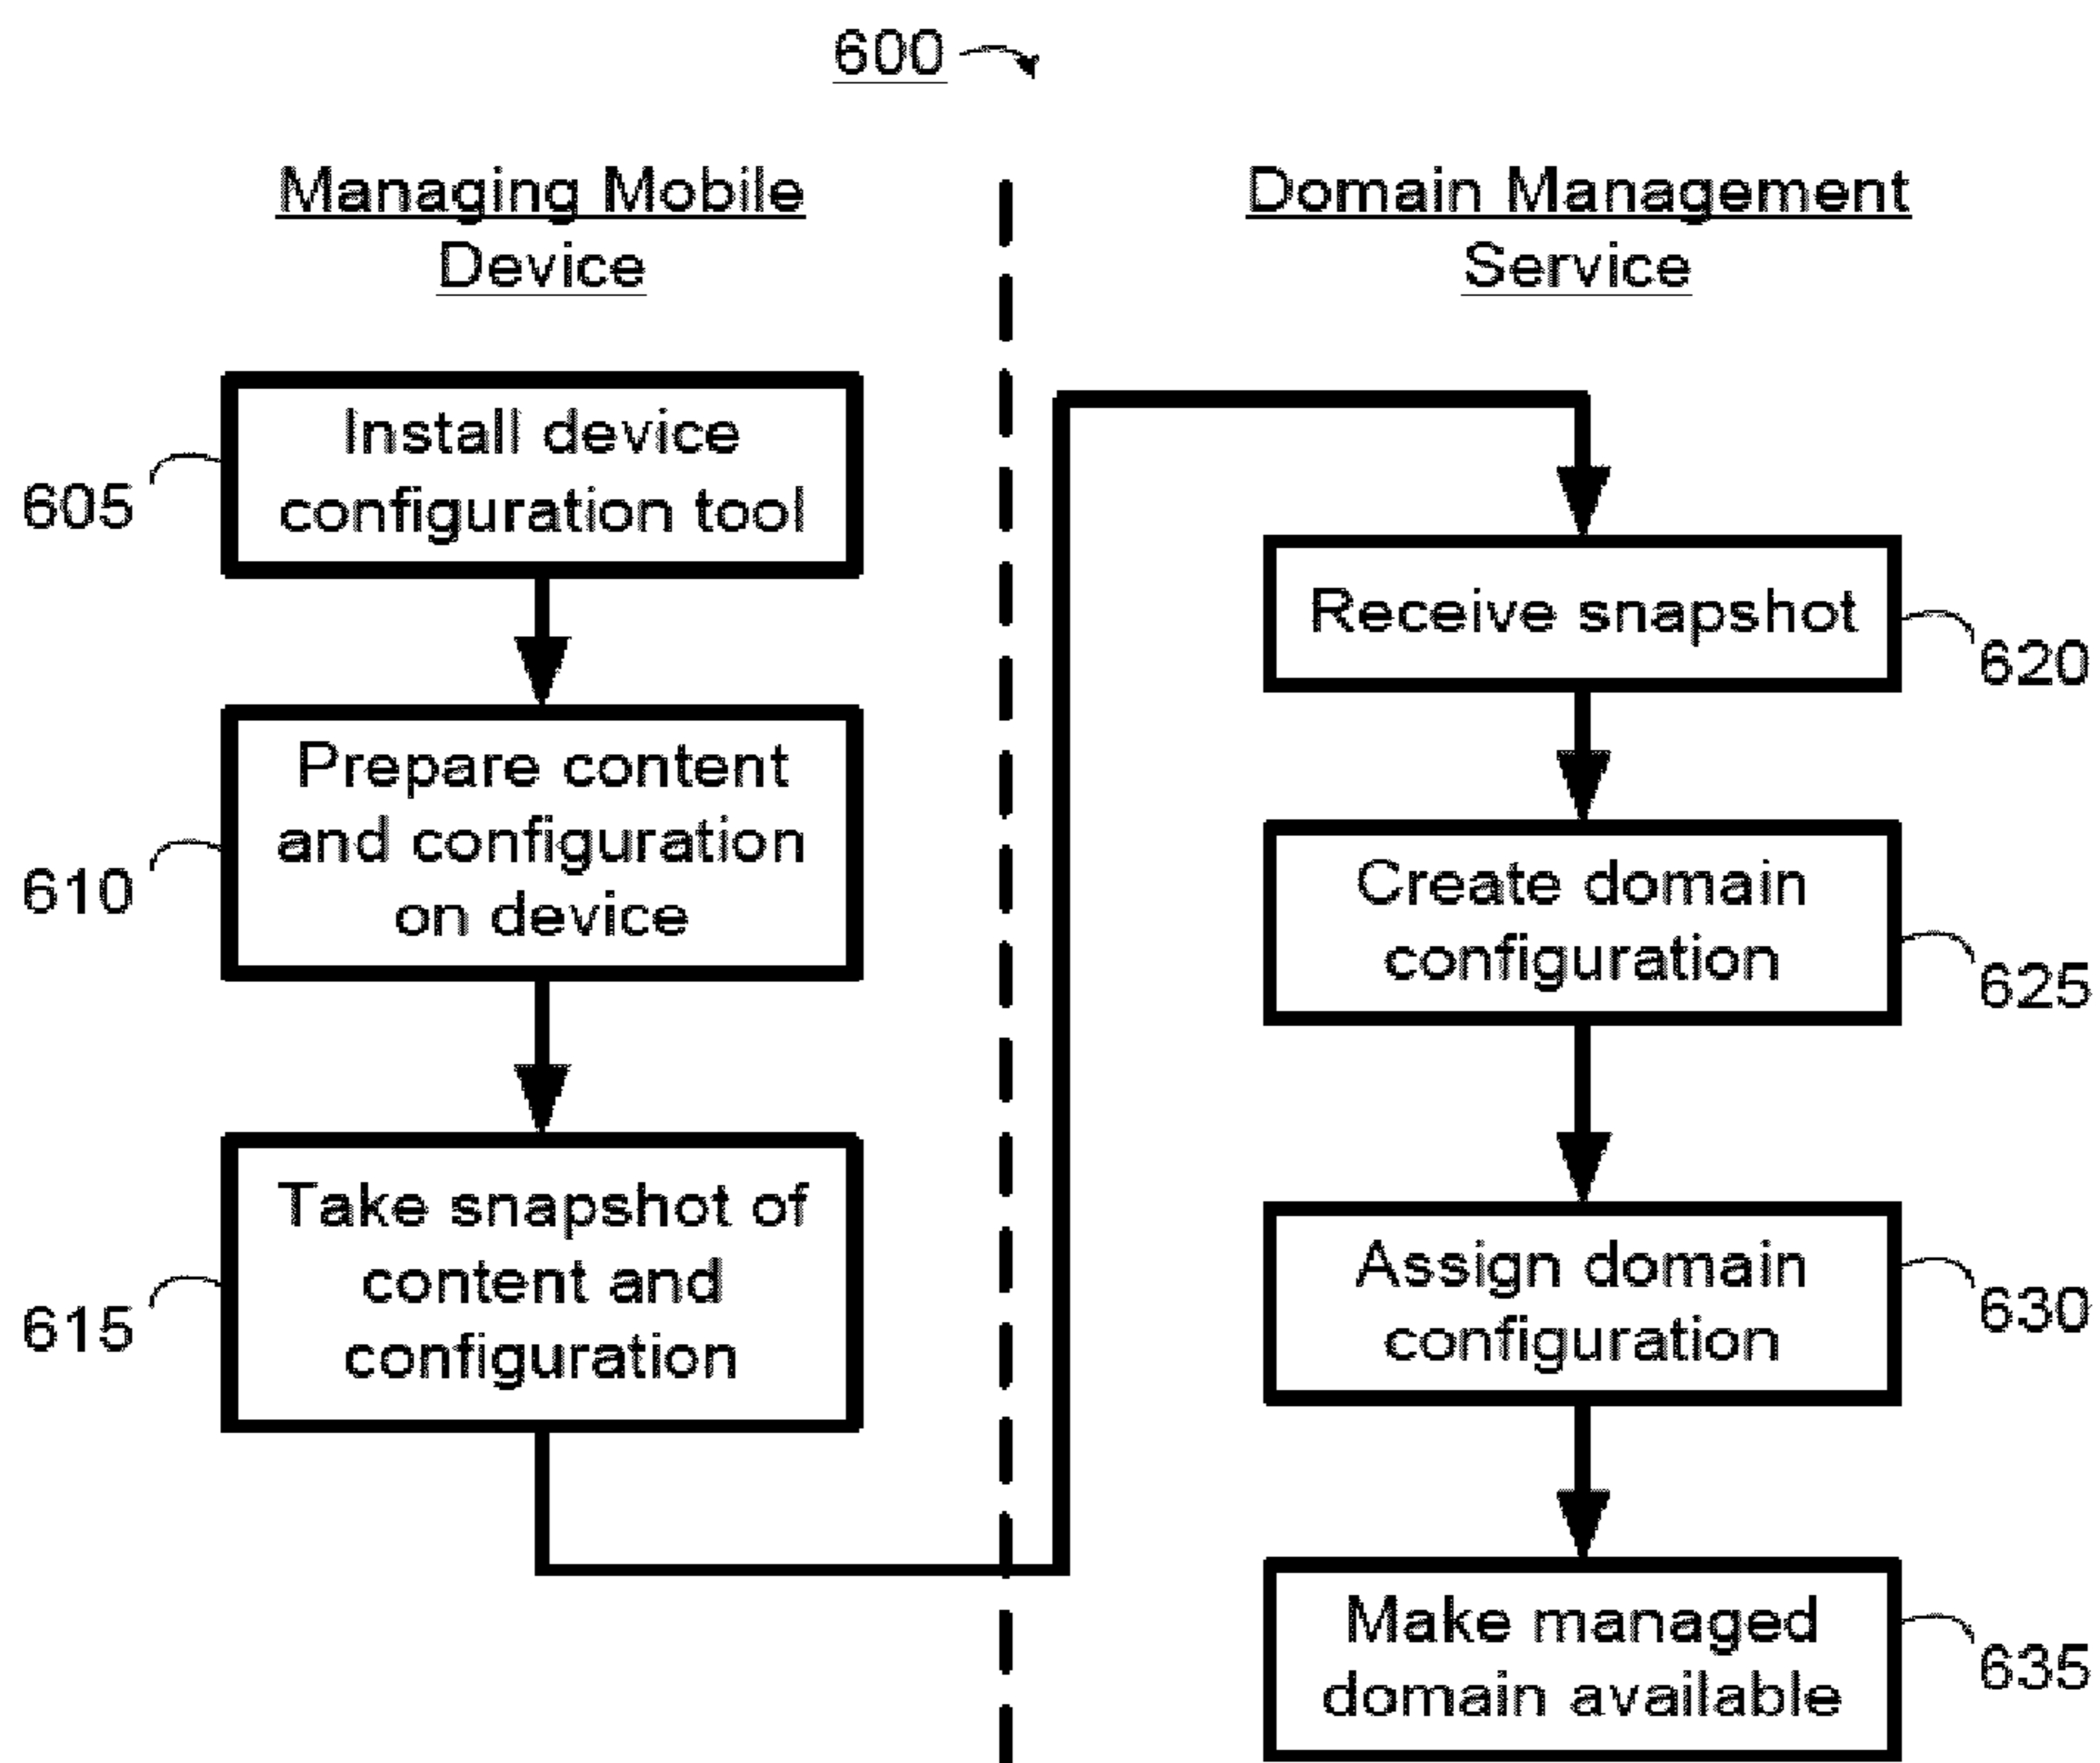 600
Managing Mobile
Device
605
Install device
configuration tool
610
Prepare content
and configuration
on device
615
Take snapshot of
content and
configuration
Domain Management
Service
Receive snapshot
620
Create domain
configuration
625
Assign domain
configuration
630
Make managed
domain available
635